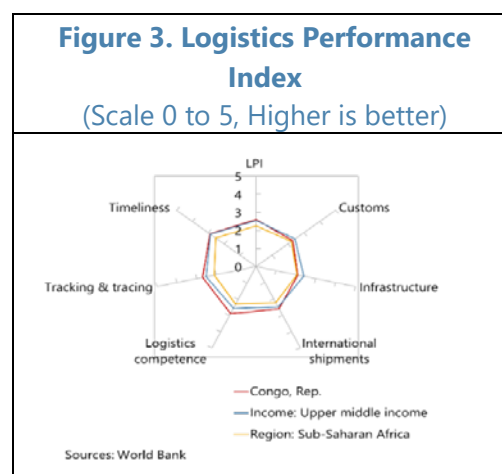 Figure 3. Logistics Performance
Index
(Scale 0 to 5, Higher is better)
LPI
5
4
3
2
1
0
Timeliness
Customs
Tracking & tracing
Infrastructure
Logistics
competence
International
shipments
Congo, Rep.
Income: Upper middle income
Region: Sub-Saharan Africa
Sources: World Bank